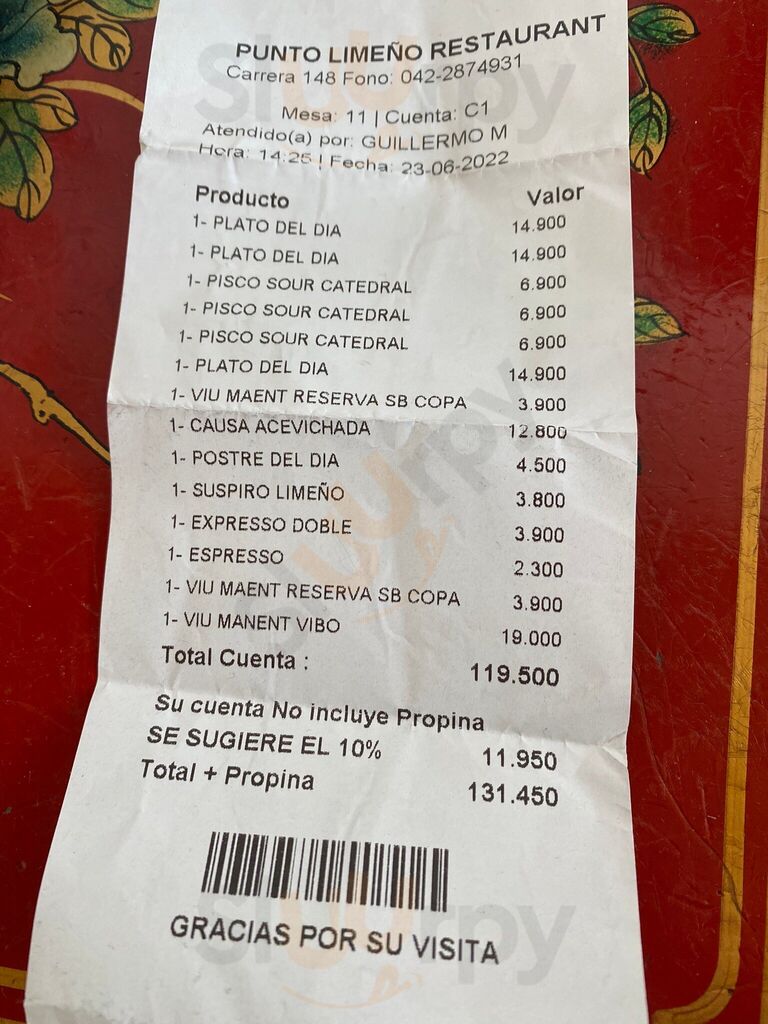 PUNTO LIMEÑO RESTAURANT
Carrera 148 Fono: 042-2874931
Mesa: 11 | Cuenta: C1
Atendido(a) por: GUILLERMO M
Hora: 14:25 | Fecha: 23-06-2022
Producto Valor
1- PLATO DEL DIA 14.900
1- PLATO DEL DIA 14.900
1- PISCO SOUR CATEDRAL 6.900
1- PISCO SOUR CATEDRAL 6.900
1- PISCO SOUR CATEDRAL 6.900
1- PLATO DEL DIA 14.900
1- VIU MAENT RESERVA SB COPA 3.900
1- CAUSA ACEVICHADA 12.800
1- POSTRE DEL DIA 4.500
1- SUSPIRO LIMEÑO 3.800
1- EXPRESSO DOBLE 3.900
1- ESPRESSO 2.300
1- VIU MAENT RESERVA SB COPA 3.900
1- VIU MANENT VIBO 19.000
Total Cuenta : 119.500
Su cuenta No incluye Propina
SE SUGIERE EL 10% 11.950
Total + Propina 131.450
GRACIAS POR SU VISITA
Sluurpy
Sluurpy
Sluurpy